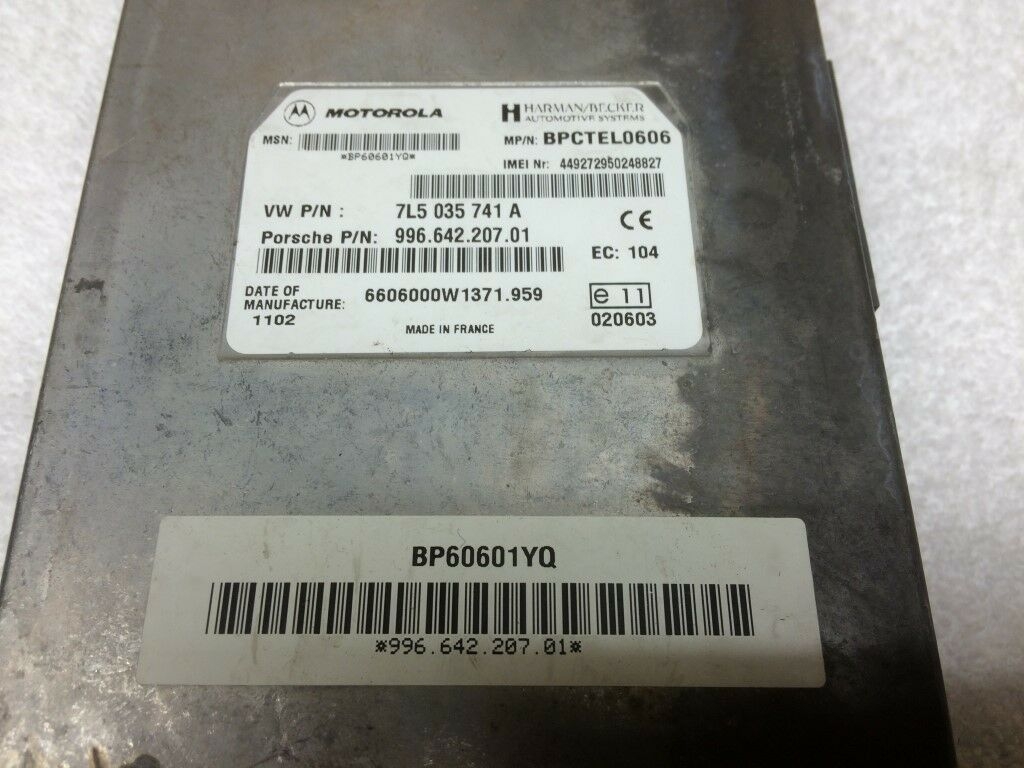 MOTOROLA
HARMAN/BECKER
AUTOMOTIVE SYSTEMS
MSN:
*BP60601YQ*
MP/N: BPCTEL0606
IMEI Nr: 449272950248827
VW P/N : 7L5 035 741 A
Porsche P/N: 996.642.207.01
CE
EC: 104
DATE OF
MANUFACTURE:
1102
6606000W1371.959
MADE IN FRANCE
e 11
020603
BP60601YQ
*996.642.207.01*